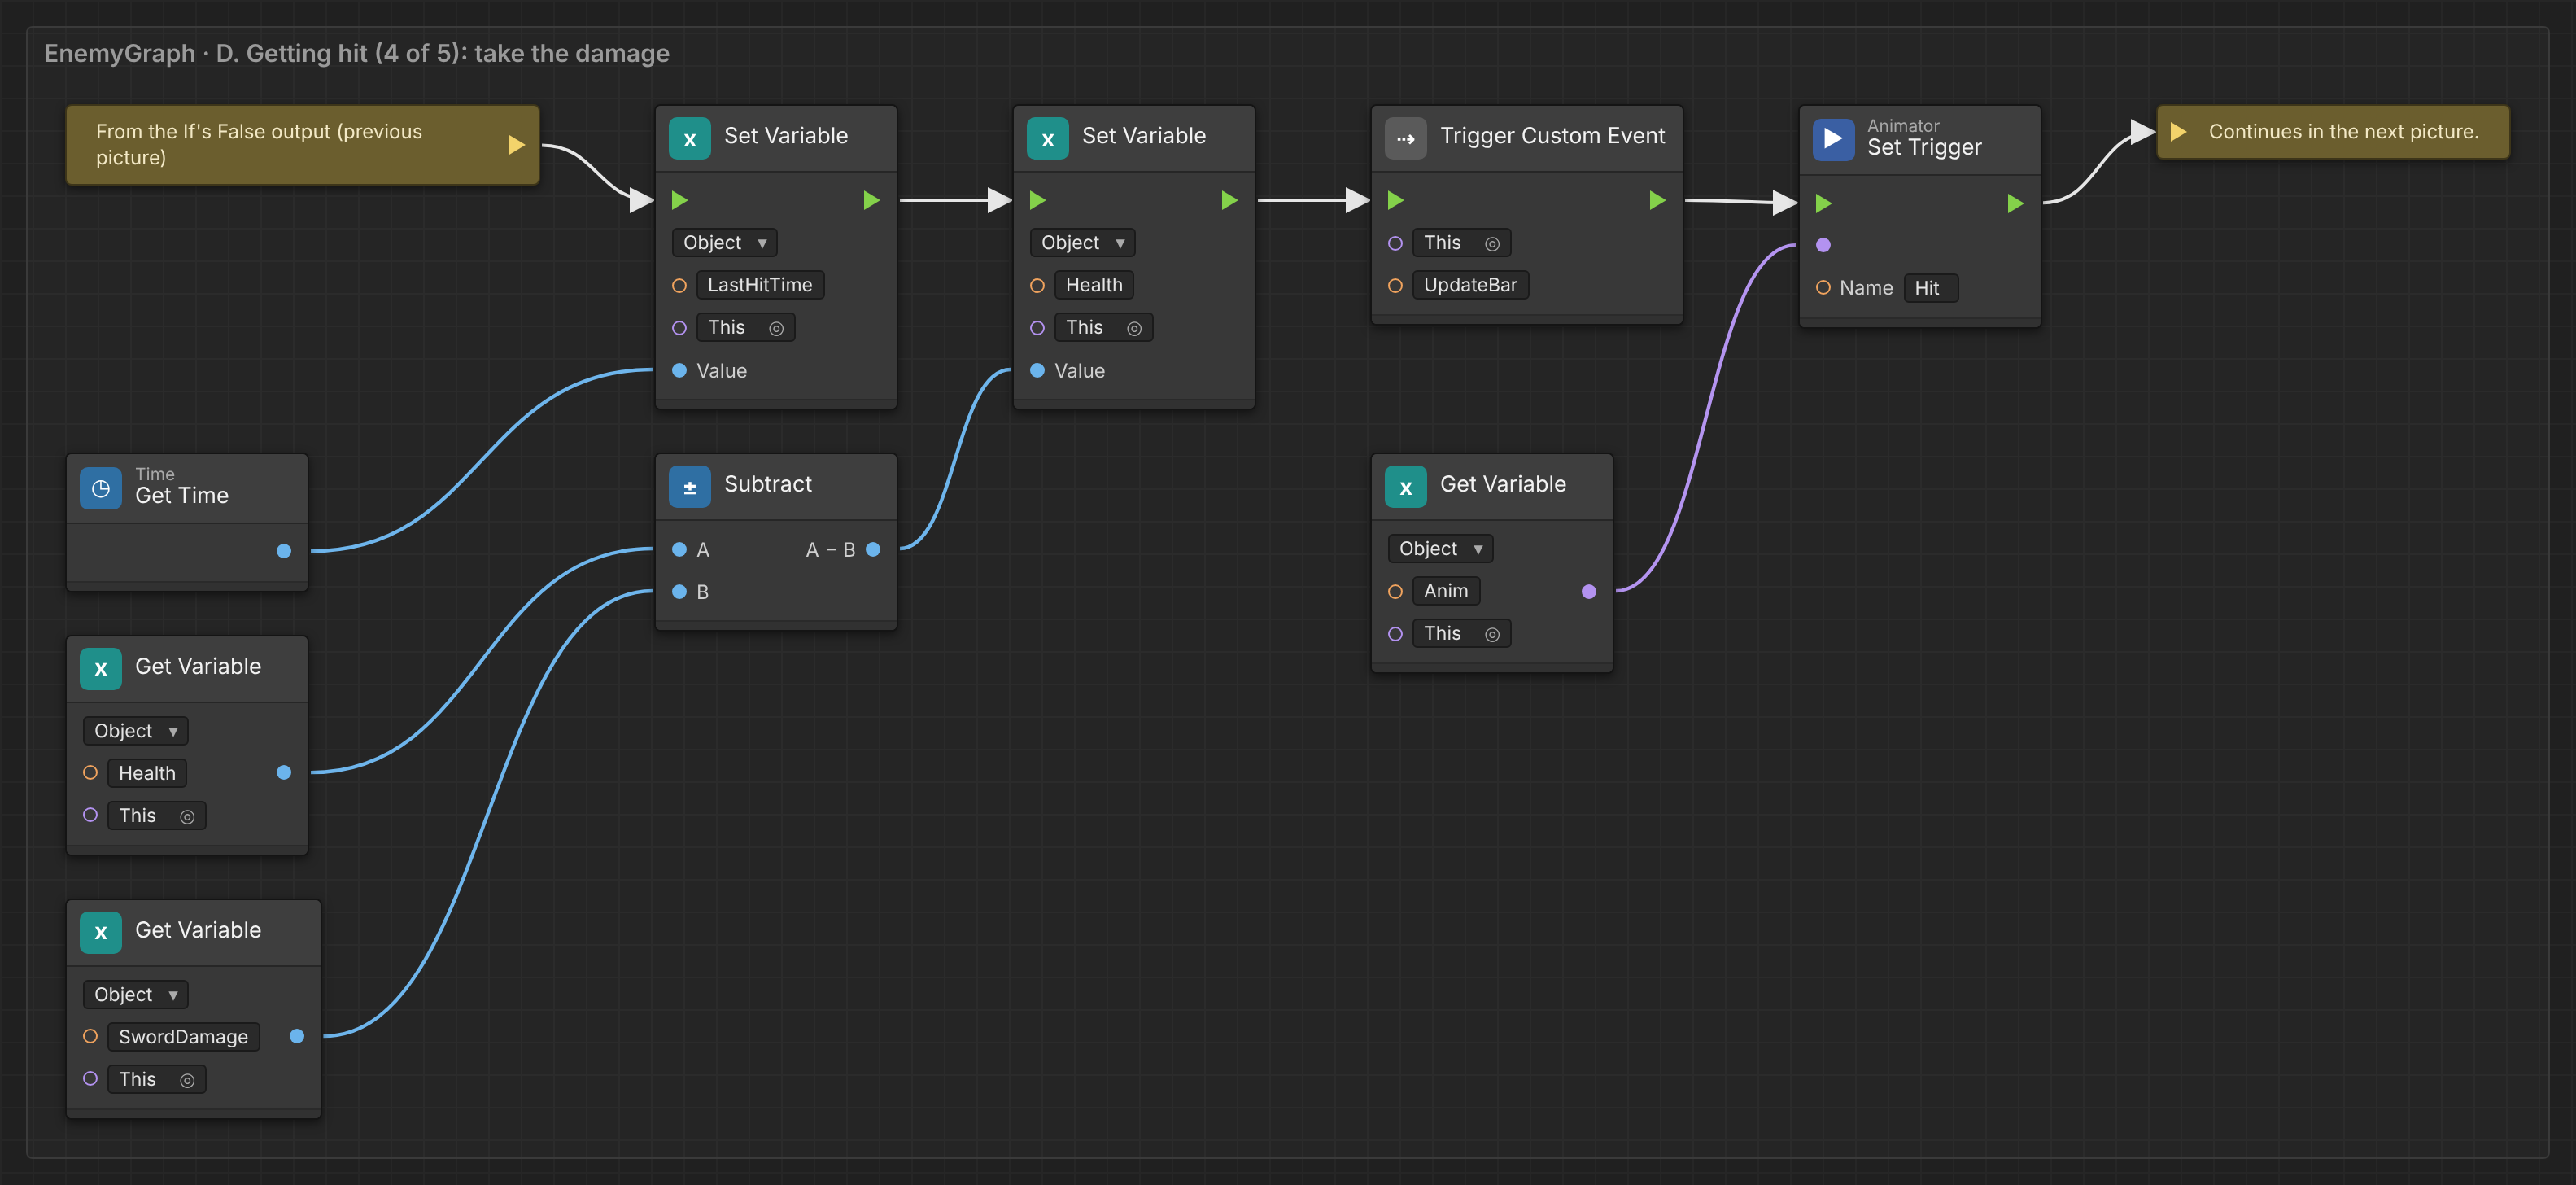 EnemyGraph · D. Getting hit (4 of 5): take the damage
From the If's False output (previous
picture)
Set Variable
Object
LastHitTime
This
Value
Set Variable
Object
Health
This
Value
Trigger Custom Event
This
UpdateBar
Animator
Set Trigger
Name Hit
Continues in the next picture.
Time
Get Time
Subtract
A A − B
B
Get Variable
Object
Anim
This
Get Variable
Object
Health
This
Get Variable
Object
SwordDamage
This